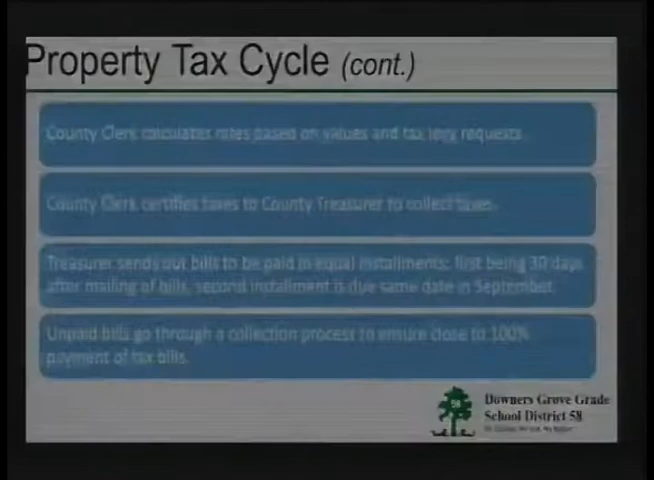 Property Tax Cycle (cont.)
County Clerk calculates rates based on values and tax levy requests.
County Clerk certifies taxes to County Treasurer to collect taxes.
Treasurer sends out bills to be paid in equal installments; first being 30 days
after mailing of bills, second installment is due same date in September.
Unpaid bills go through a collection process to ensure close to 100%
payment of tax bills.
58
Downers Grove Grade
School District 58